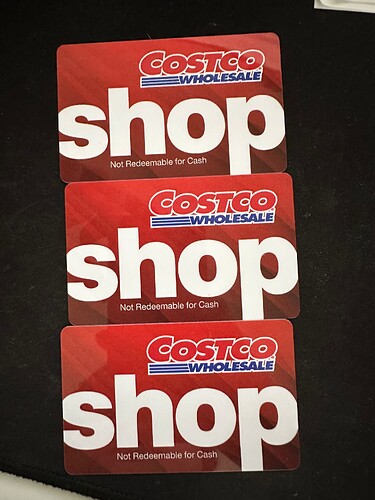 COSTCO
WHOLESALE
shop
Not Redeemable for Cash
COSTCO
WHOLESALE
shop
Not Redeemable for Cash
COSTCO
WHOLESALE
shop
Not Redeemable for Cash